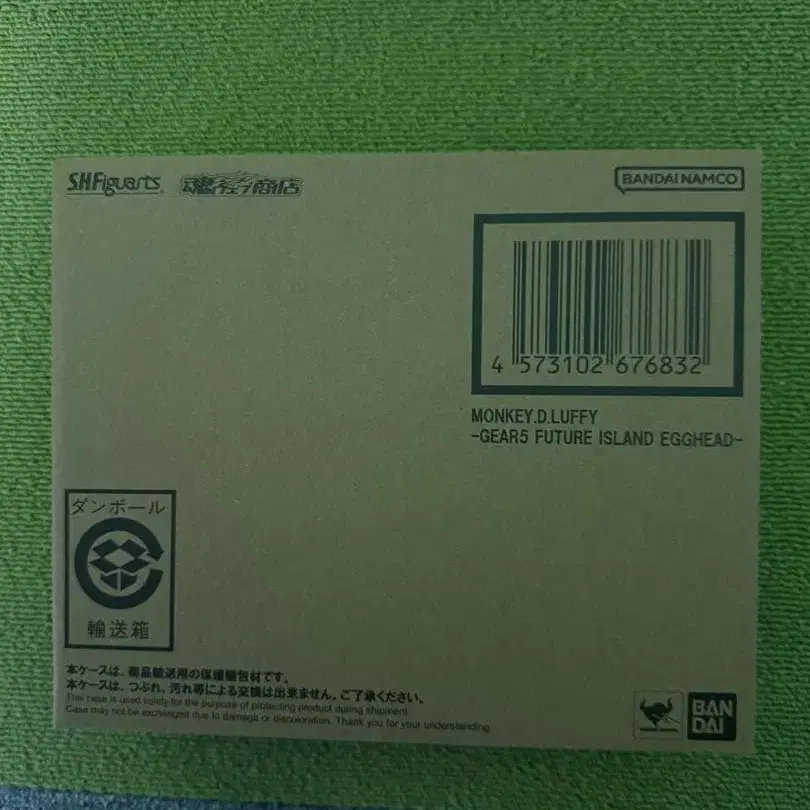 S.H.Figuarts 魂ウェブ商店
BANDAI NAMCO
4 573102 676832
MONKEY.D.LUFFY
-GEAR5 FUTURE ISLAND EGGHEAD-
ダンボール
輸送箱
本ケースは、商品輸送用の保護梱包材です。
本ケースは、つぶれ、汚れ等による交換は出来ません。ご了承ください。
This case is used solely for the purpose of protecting product during shipment.
Case may not be exchanged due to damage or discoloration. Thank you for your understanding.
BAN
DAI